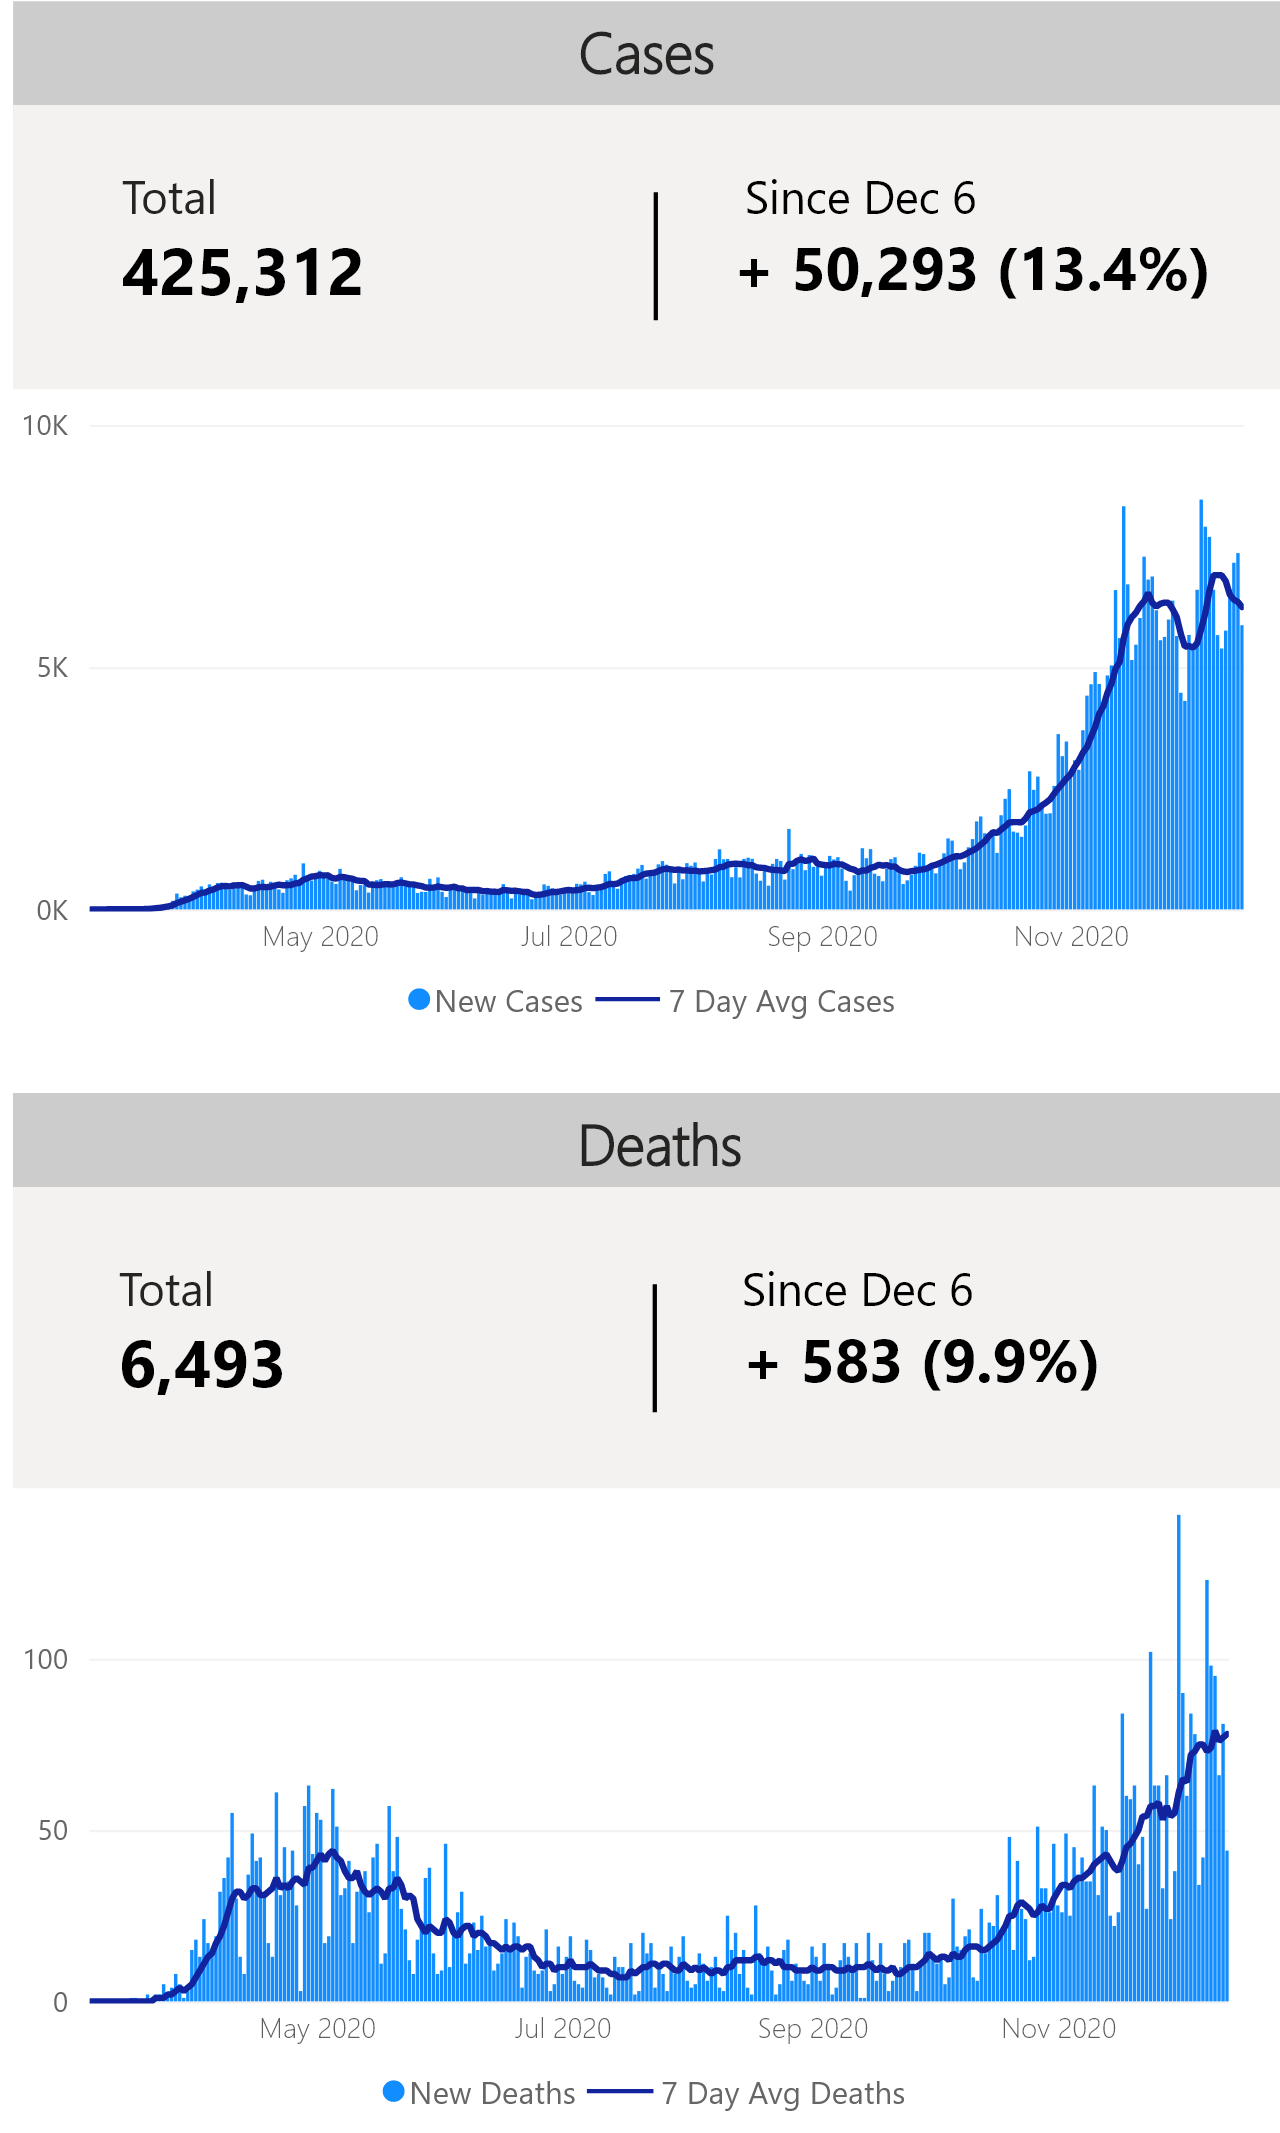 Cases
Total
Since Dec 6
425,312
+ 50,293 (13.4%)
10K
5K
0K
May 2020
Jul 2020
Sep 2020
Nov 2020
New Cases
7 Day Avg Cases
Deaths
Total
Since Dec 6
6,493
+ 583 (9.9%)
100
50
0
May 2020
Jul 2020
Sep 2020
Nov 2020
New Deaths
7 Day Avg Deaths